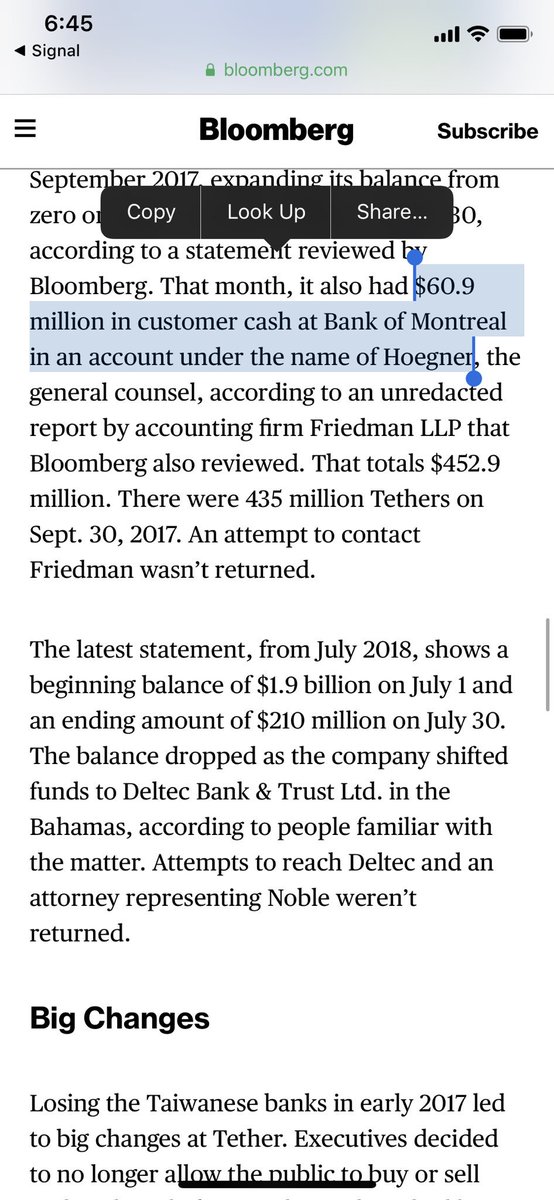 6:45
◀ Signal
bloomberg.com
Bloomberg
Subscribe
September 2017, expanding its balance from
Copy
Look Up
Share...
zero on
30,
according to a statement reviewed by
Bloomberg. That month, it also had $60.9
million in customer cash at Bank of Montreal
in an account under the name of Hoegner, the
general counsel, according to an unredacted
report by accounting firm Friedman LLP that
Bloomberg also reviewed. That totals $452.9
million. There were 435 million Tethers on
Sept. 30, 2017. An attempt to contact
Friedman wasn’t returned.
The latest statement, from July 2018, shows a
beginning balance of $1.9 billion on July 1 and
an ending amount of $210 million on July 30.
The balance dropped as the company shifted
funds to Deltec Bank & Trust Ltd. in the
Bahamas, according to people familiar with
the matter. Attempts to reach Deltec and an
attorney representing Noble weren’t
returned.
Big Changes
Losing the Taiwanese banks in early 2017 led
to big changes at Tether. Executives decided
to no longer allow the public to buy or sell